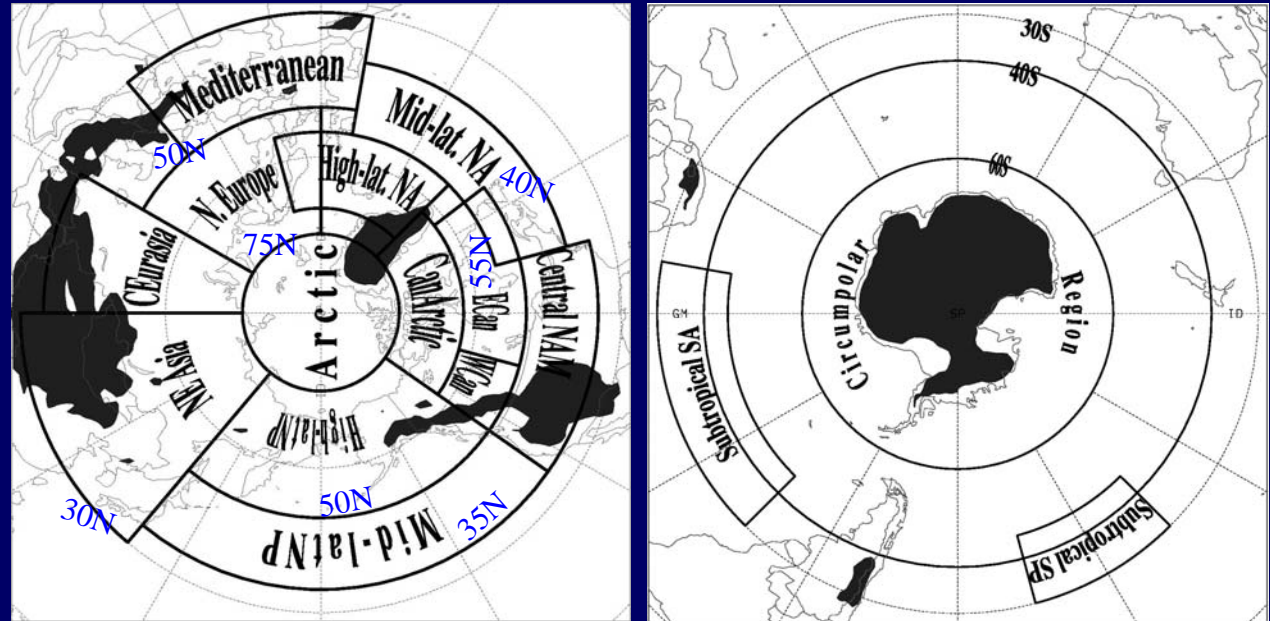 Mediterranean
Mid-lat. NA
50N
High-lat. NA
40N
N. Europe
75N
55N
CEurasia
Arctic
CanArctic
ECan
Central NAM
WCan
NE Asia
High-latNP
50N
35N
30N
Mid-latNP
30S
40S
60S
Circumpolar
Region
GM
SP
ID
Subtropical SA
Subtropical SP